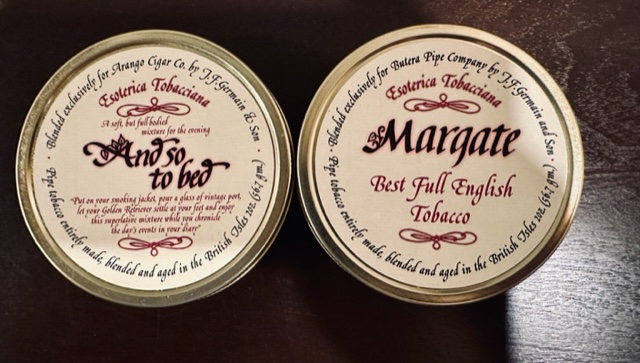 Blended exclusively for Arango Cigar Co. by J.F. Germain & Son
Esoterica Tobacciana
A soft, but full bodied
mixture for the evening
And so
to bed
"Put on your smoking jacket, pour a glass of vintage port,
let your Golden Retriever settle at your feet and enjoy
this superlative mixture while you chronicle
the day's events in your diary"
Pipe tobacco entirely made, blended and aged in the British Isles 2oz (56,7gm)
Blended exclusively for Butera Pipe Company by J.F. Germain and Son
Esoterica Tobacciana
Margate
Best Full English
Tobacco
Pipe tobacco entirely made, blended and aged in the British Isles 2oz (56,7gm)